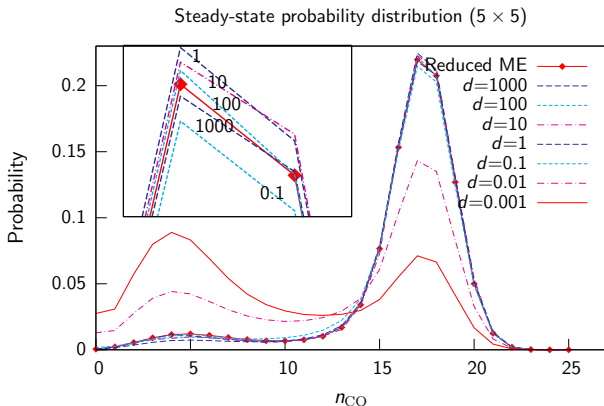 Steady-state probability distribution (5 × 5)
Probability
0.2
0.15
0.1
0.05
0
1
10
100
1000
0.1
Reduced ME
d=1000
d=100
d=10
d=1
d=0.1
d=0.01
d=0.001
0 5 10 15 20 25
nCO